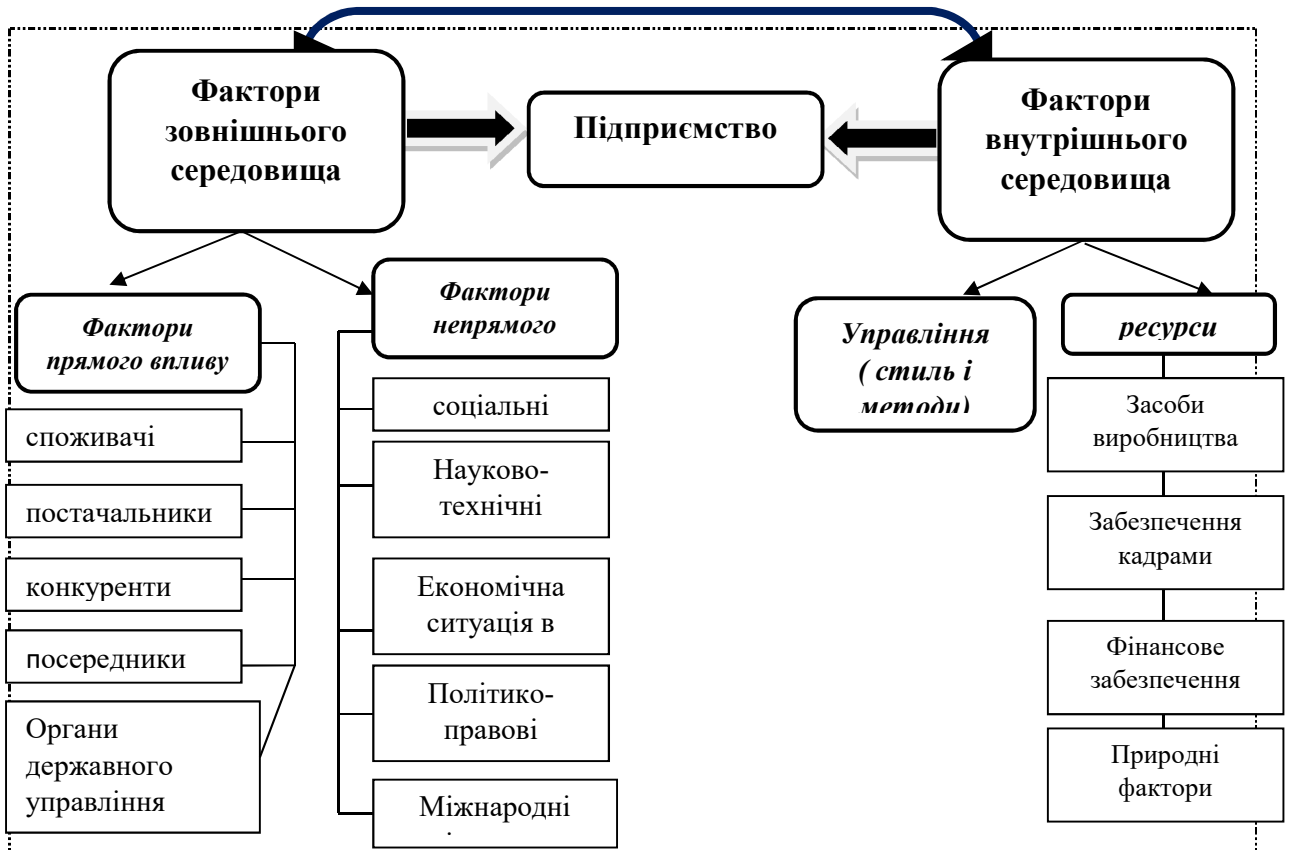 Фактори
зовнішнього
середовища
Підприємство
Фактори
внутрішнього
середовища
Фактори
прямого впливу
Фактори
непрямого
Управління
( стиль і
методи)
ресурси
споживачі
постачальники
конкуренти
посередники
Органи
державного
управління
соціальні
Науково-
технічні
Економічна
ситуація в
Політико-
правові
Міжнародні
Засоби
виробництва
Забезпечення
кадрами
Фінансове
забезпечення
Природні
фактори